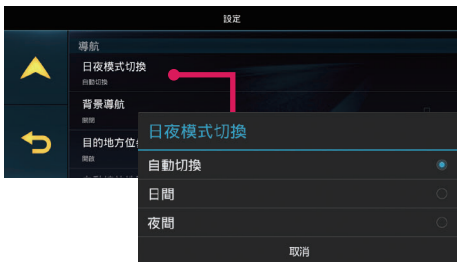 設定
導航
日夜模式切換
自動切換
背景導航
目的地方位
開啟
日夜模式切換
自動切換
日間
夜間
取消